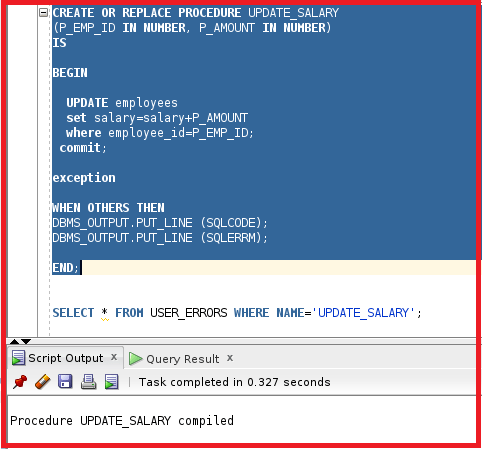 CREATE OR REPLACE PROCEDURE UPDATE_SALARY
(P_EMP_ID IN NUMBER, P_AMOUNT IN NUMBER)
IS
BEGIN
UPDATE employees
set salary=salary+P_AMOUNT
where employee_id=P_EMP_ID;
commit;
exception
WHEN OTHERS THEN
DBMS_OUTPUT.PUT_LINE (SQLCODE);
DBMS_OUTPUT.PUT_LINE (SQLERRM);
END;
SELECT * FROM USER_ERRORS WHERE NAME='UPDATE_SALARY';
Script Output x Query Result x
Task completed in 0.327 seconds
Procedure UPDATE_SALARY compiled